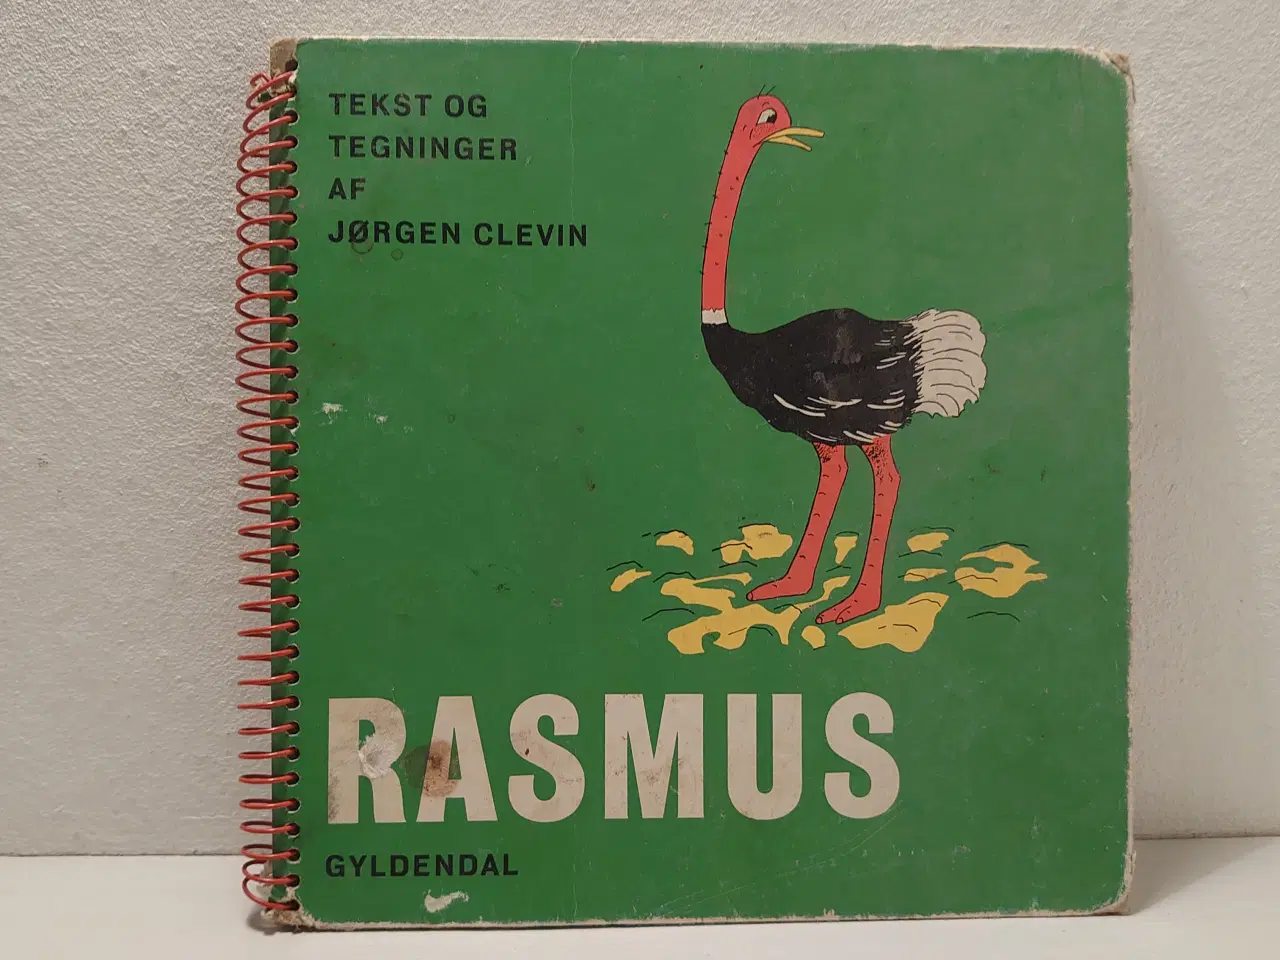 TEKST OG
TEGNINGER
AF
JØRGEN CLEVIN
RASMUS
GYLDENDAL